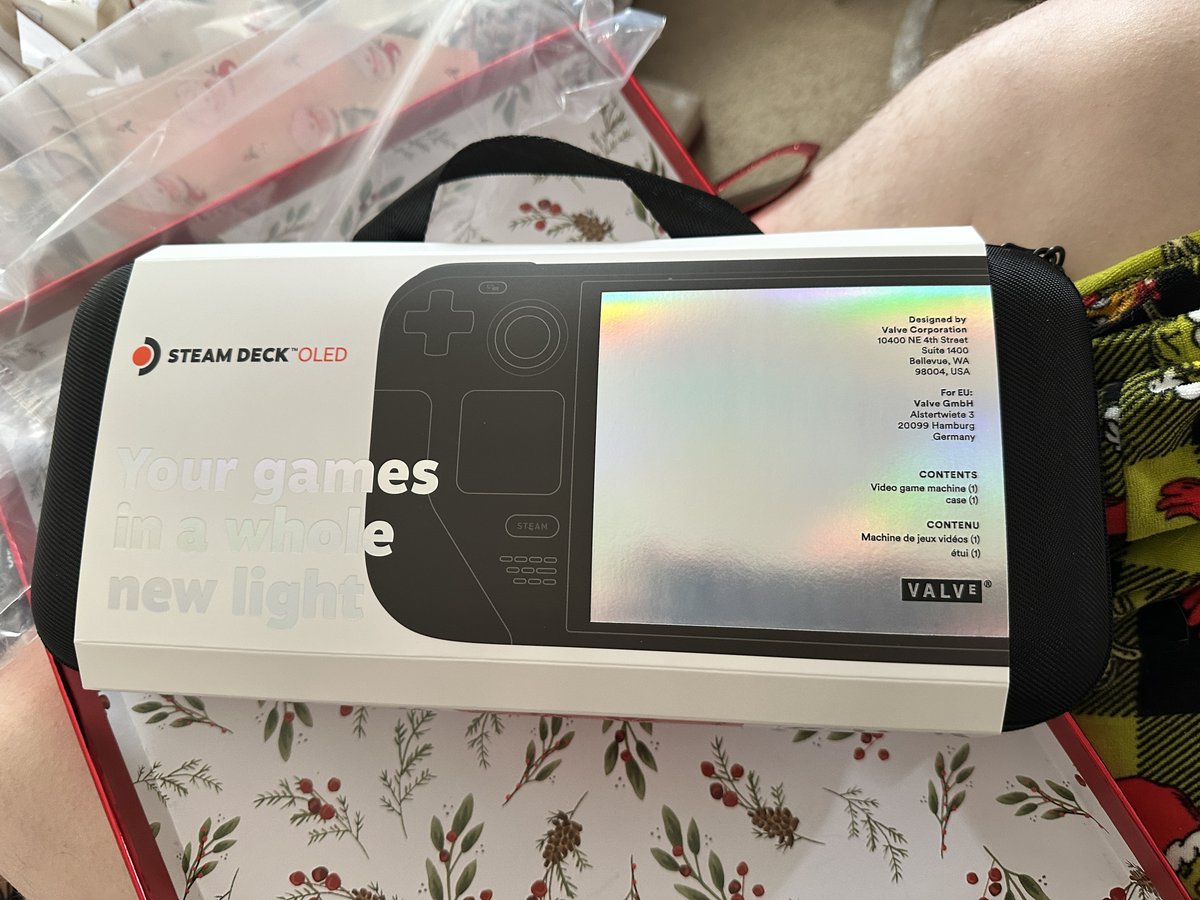 STEAM DECK™OLED
Your games
in a whole
new light
STEAM
Designed by
Valve Corporation
10400 NE 4th Street
Suite 1400
Bellevue, WA
98004, USA
For EU:
Valve GmbH
Alstertwiete 3
20099 Hamburg
Germany
CONTENTS
Video game machine (1)
case (1)
CONTENU
Machine de jeux vidéos (1)
étui (1)
VALVE®